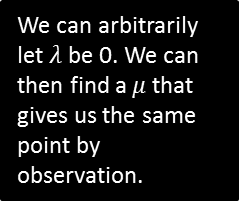 We can arbitrarily
let λ be 0. We can
then find a μ that
gives us the same
point by
observation.